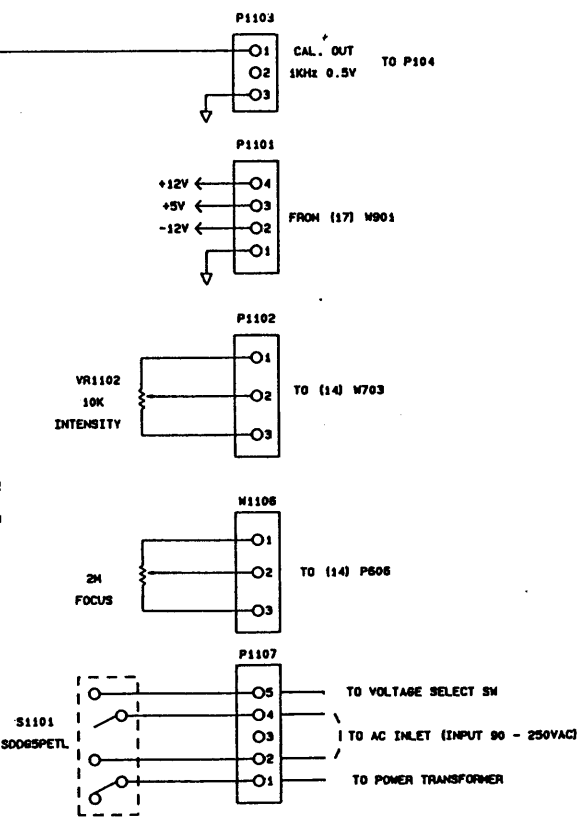 P1103
1 CAL. OUT
2 1KHz 0.5V TO P104
3
P1101
+12V 4
+5V 3
-12V 2
1
FROM (17) W901
P1102
1
VR1102
10K
INTENSITY
2 TO (14) W703
3
W1106
1
2M
FOCUS
2 TO (14) P606
3
P1107
5 TO VOLTAGE SELECT SW
S1101
SDDG5PETL
4
3 TO AC INLET (INPUT 90 - 250VAC)
2
1 TO POWER TRANSFORMER